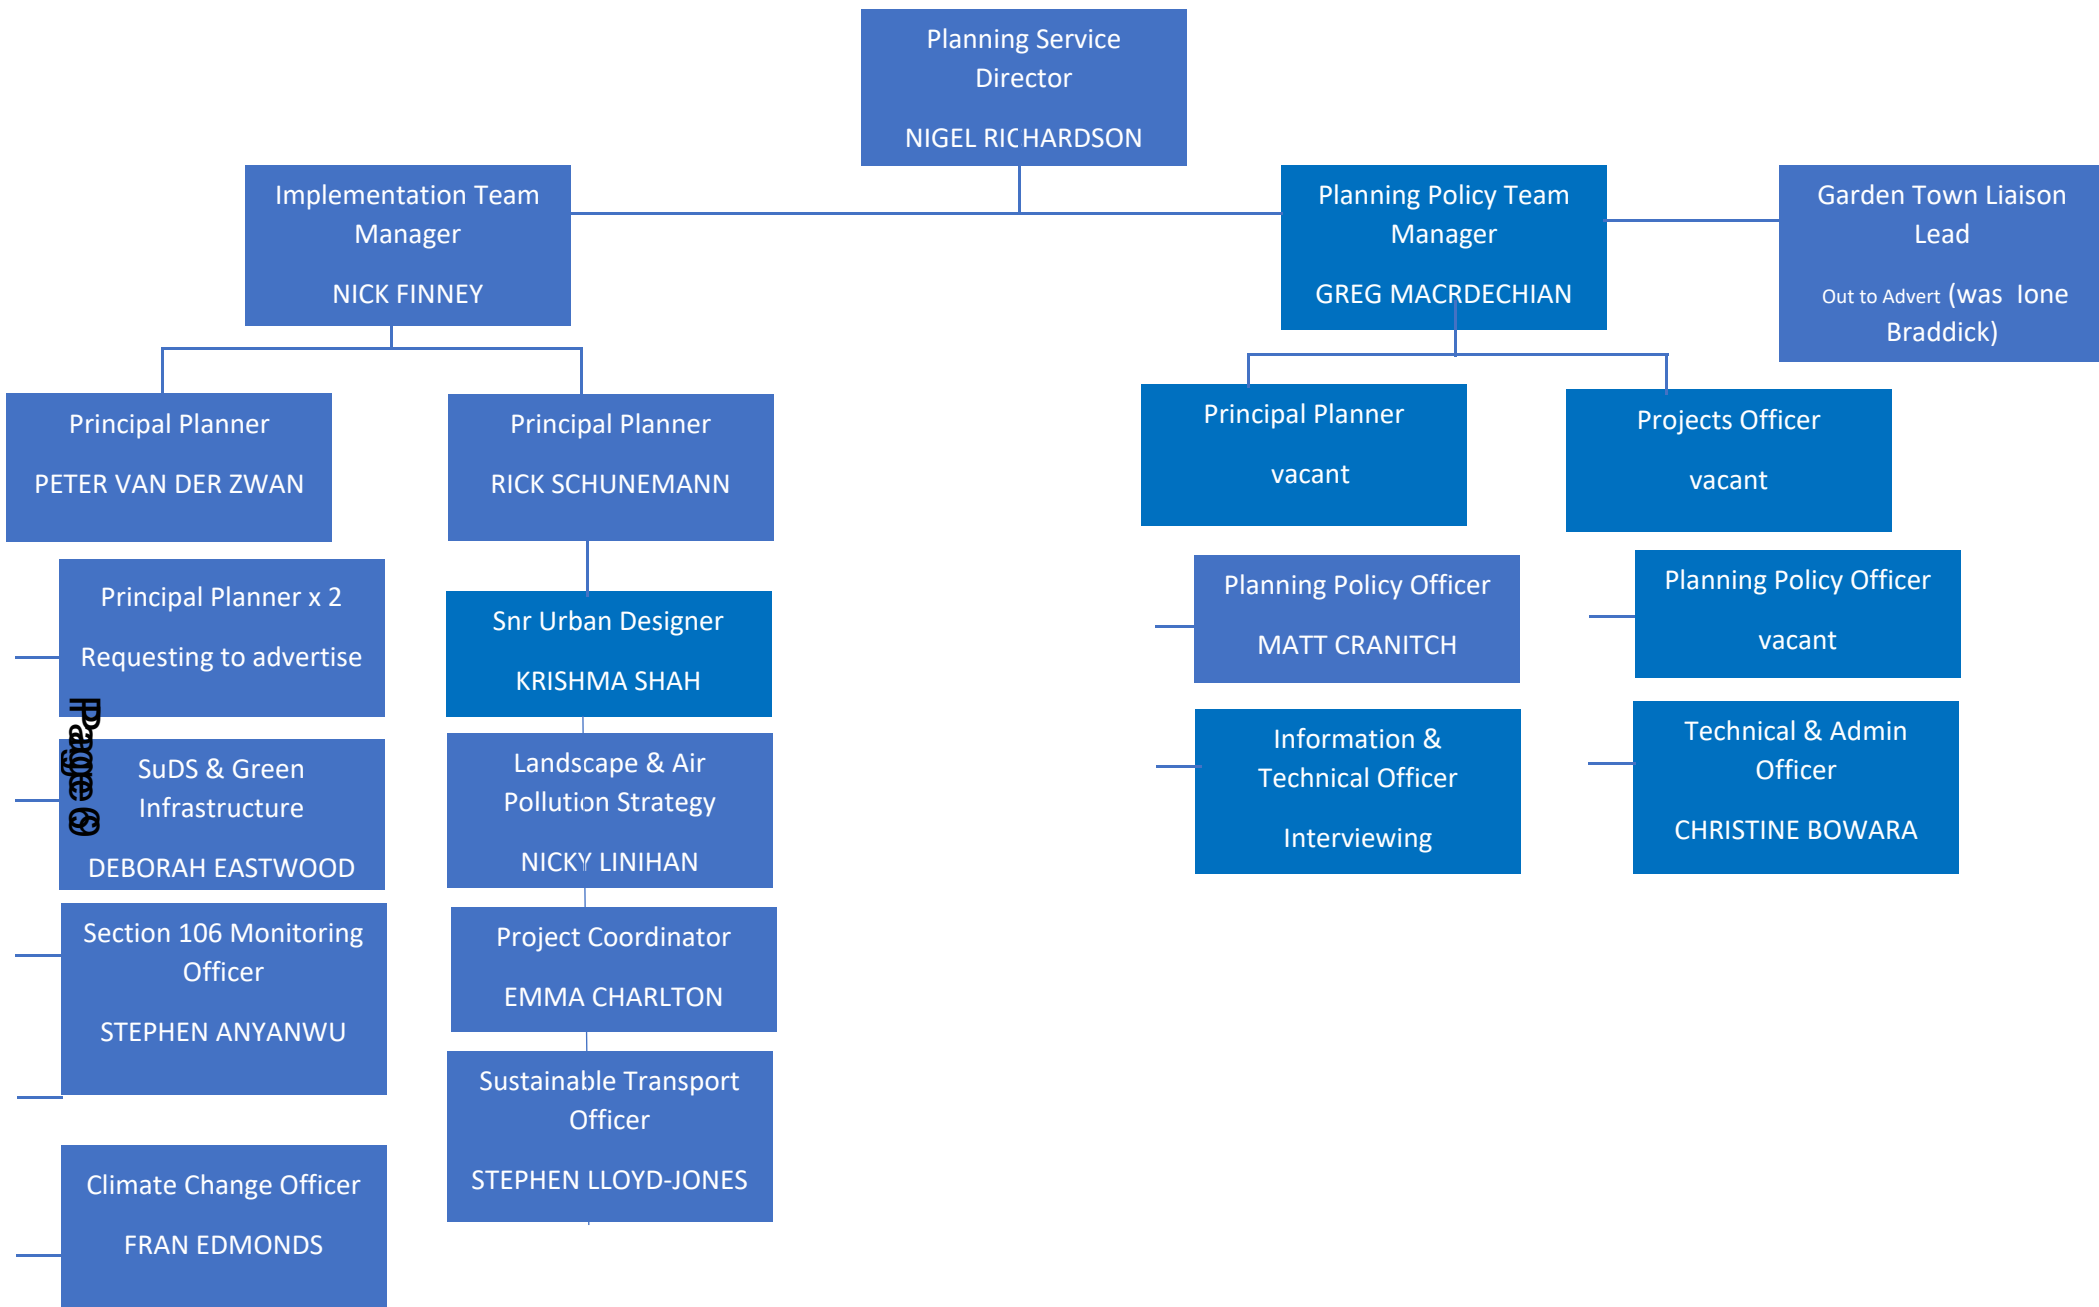 Planning Service
Director
NIGEL RICHARDSON
Implementation Team
Manager
NICK FINNEY
Planning Policy Team
Manager
GREG MACRDECHIAN
Garden Town Liaison
Lead
Out to Advert (was Ione
Braddick)
Principal Planner
PETER VAN DER ZWAN
Principal Planner
RICK SCHUNEMANN
Principal Planner
vacant
Projects Officer
vacant
Principal Planner x 2
Requesting to advertise
SuDS & Green
Infrastructure
DEBORAH EASTWOOD
Section 106 Monitoring
Officer
STEPHEN ANYANWU
Climate Change Officer
FRAN EDMONDS
Snr Urban Designer
KRISHMA SHAH
Landscape & Air
Pollution Strategy
NICKY LINIHAN
Project Coordinator
EMMA CHARLTON
Sustainable Transport
Officer
STEPHEN LLOYD-JONES
Planning Policy Officer
MATT CRANITCH
Information &
Technical Officer
Interviewing
Planning Policy Officer
vacant
Technical & Admin
Officer
CHRISTINE BOWARA
Page